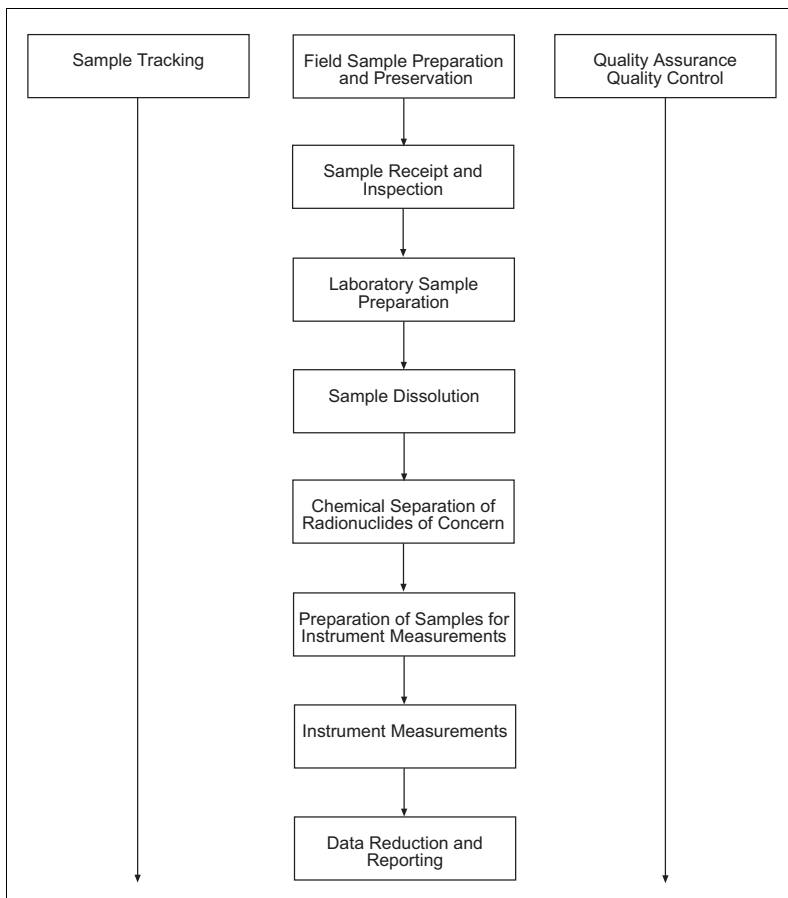 Sample Tracking
Field Sample Preparation
and Preservation
Quality Assurance
Quality Control
Sample Receipt and
Inspection
Laboratory Sample
Preparation
Sample Dissolution
Chemical Separation of
Radionuclides of Concern
Preparation of Samples for
Instrument Measurements
Instrument Measurements
Data Reduction and
Reporting